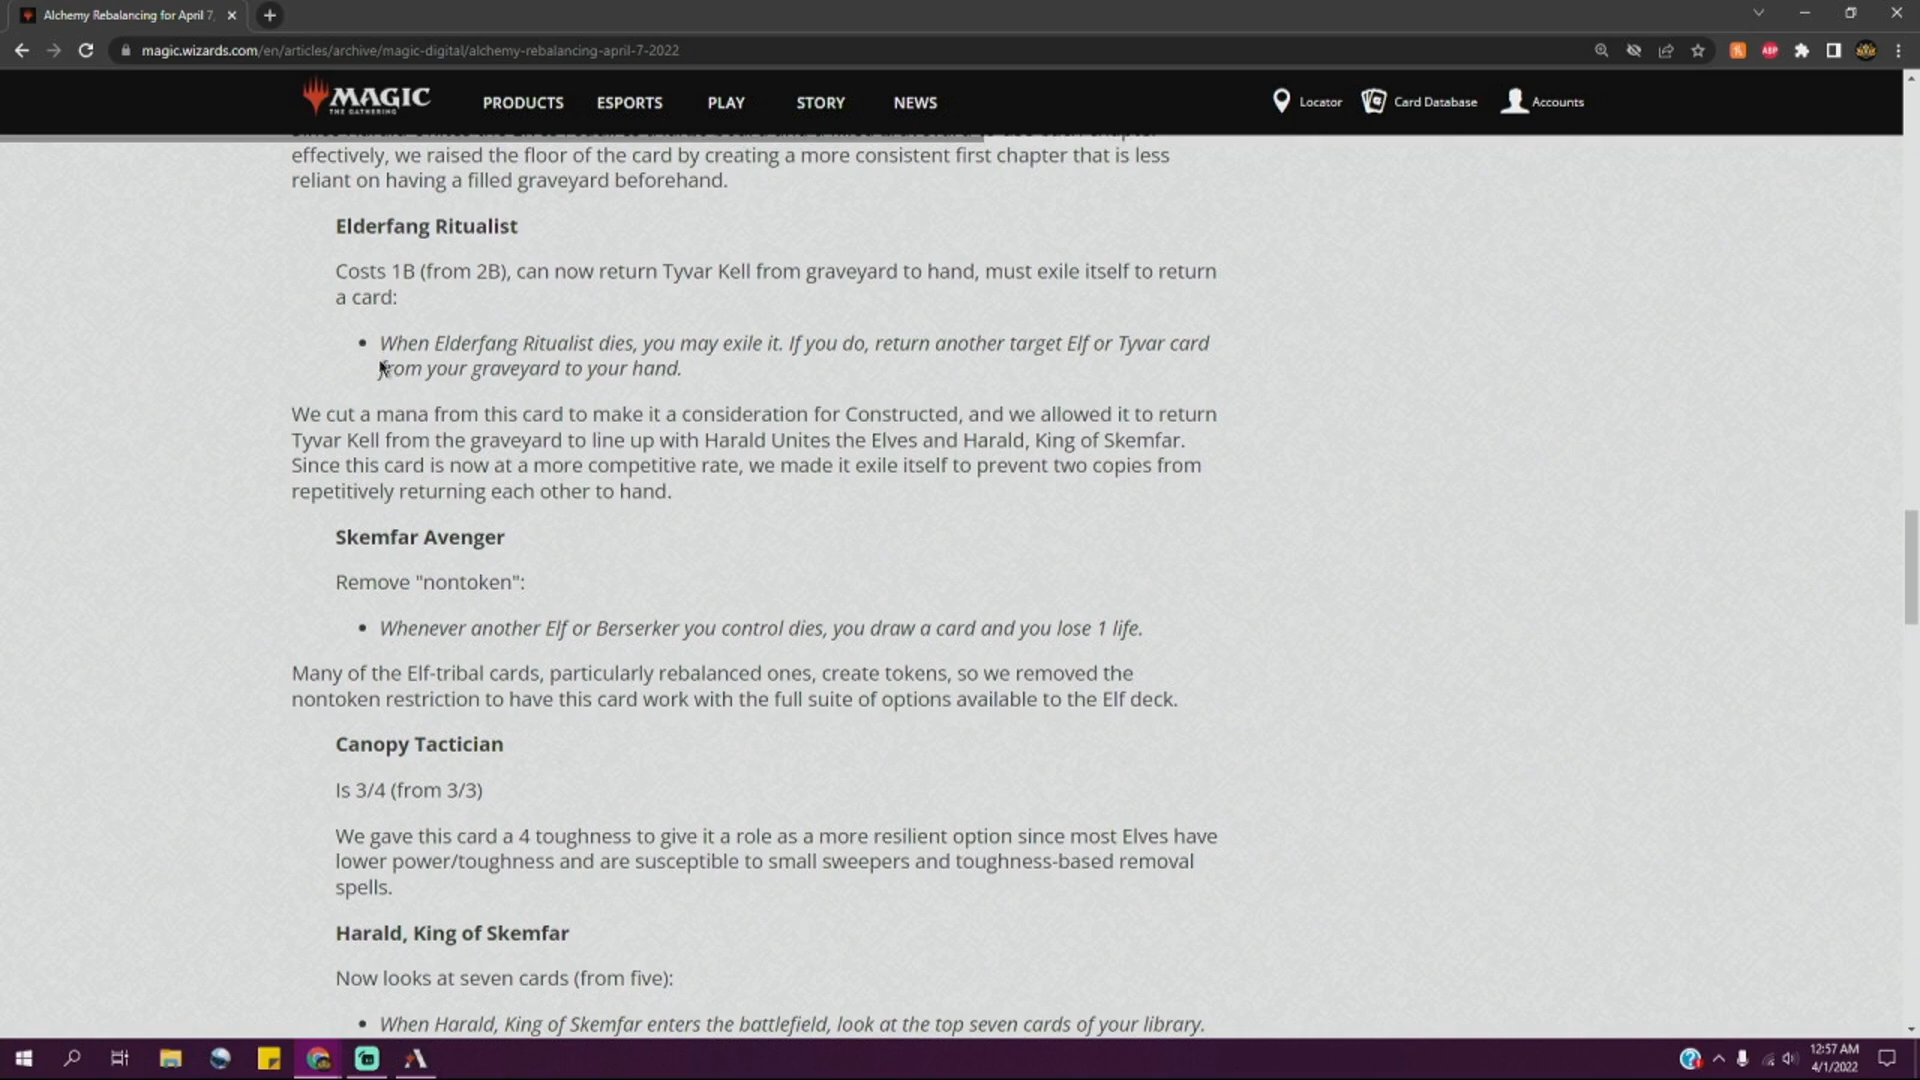 Alchemy Rebalancing for April 7,
magic.wizards.com/en/articles/archive/magic-digital/alchemy-rebalancing-april-7-2022
ABP
MAGIC
THE GATHERING
PRODUCTS
ESPORTS
PLAY
STORY
NEWS
Locator
Card Database
Accounts
effectively, we raised the floor of the card by creating a more consistent first chapter that is less
reliant on having a filled graveyard beforehand.
Elderfang Ritualist
Costs 1B (from 2B), can now return Tyvar Kell from graveyard to hand, must exile itself to return
a card:
• When Elderfang Ritualist dies, you may exile it. If you do, return another target Elf or Tyvar card
from your graveyard to your hand.
We cut a mana from this card to make it a consideration for Constructed, and we allowed it to return
Tyvar Kell from the graveyard to line up with Harald Unites the Elves and Harald, King of Skemfar.
Since this card is now at a more competitive rate, we made it exile itself to prevent two copies from
repetitively returning each other to hand.
Skemfar Avenger
Remove "nontoken":
• Whenever another Elf or Berserker you control dies, you draw a card and you lose 1 life.
Many of the Elf-tribal cards, particularly rebalanced ones, create tokens, so we removed the
nontoken restriction to have this card work with the full suite of options available to the Elf deck.
Canopy Tactician
Is 3/4 (from 3/3)
We gave this card a 4 toughness to give it a role as a more resilient option since most Elves have
lower power/toughness and are susceptible to small sweepers and toughness-based removal
spells.
Harald, King of Skemfar
Now looks at seven cards (from five):
• When Harald, King of Skemfar enters the battlefield, look at the top seven cards of your library.
12:57 AM
4/1/2022